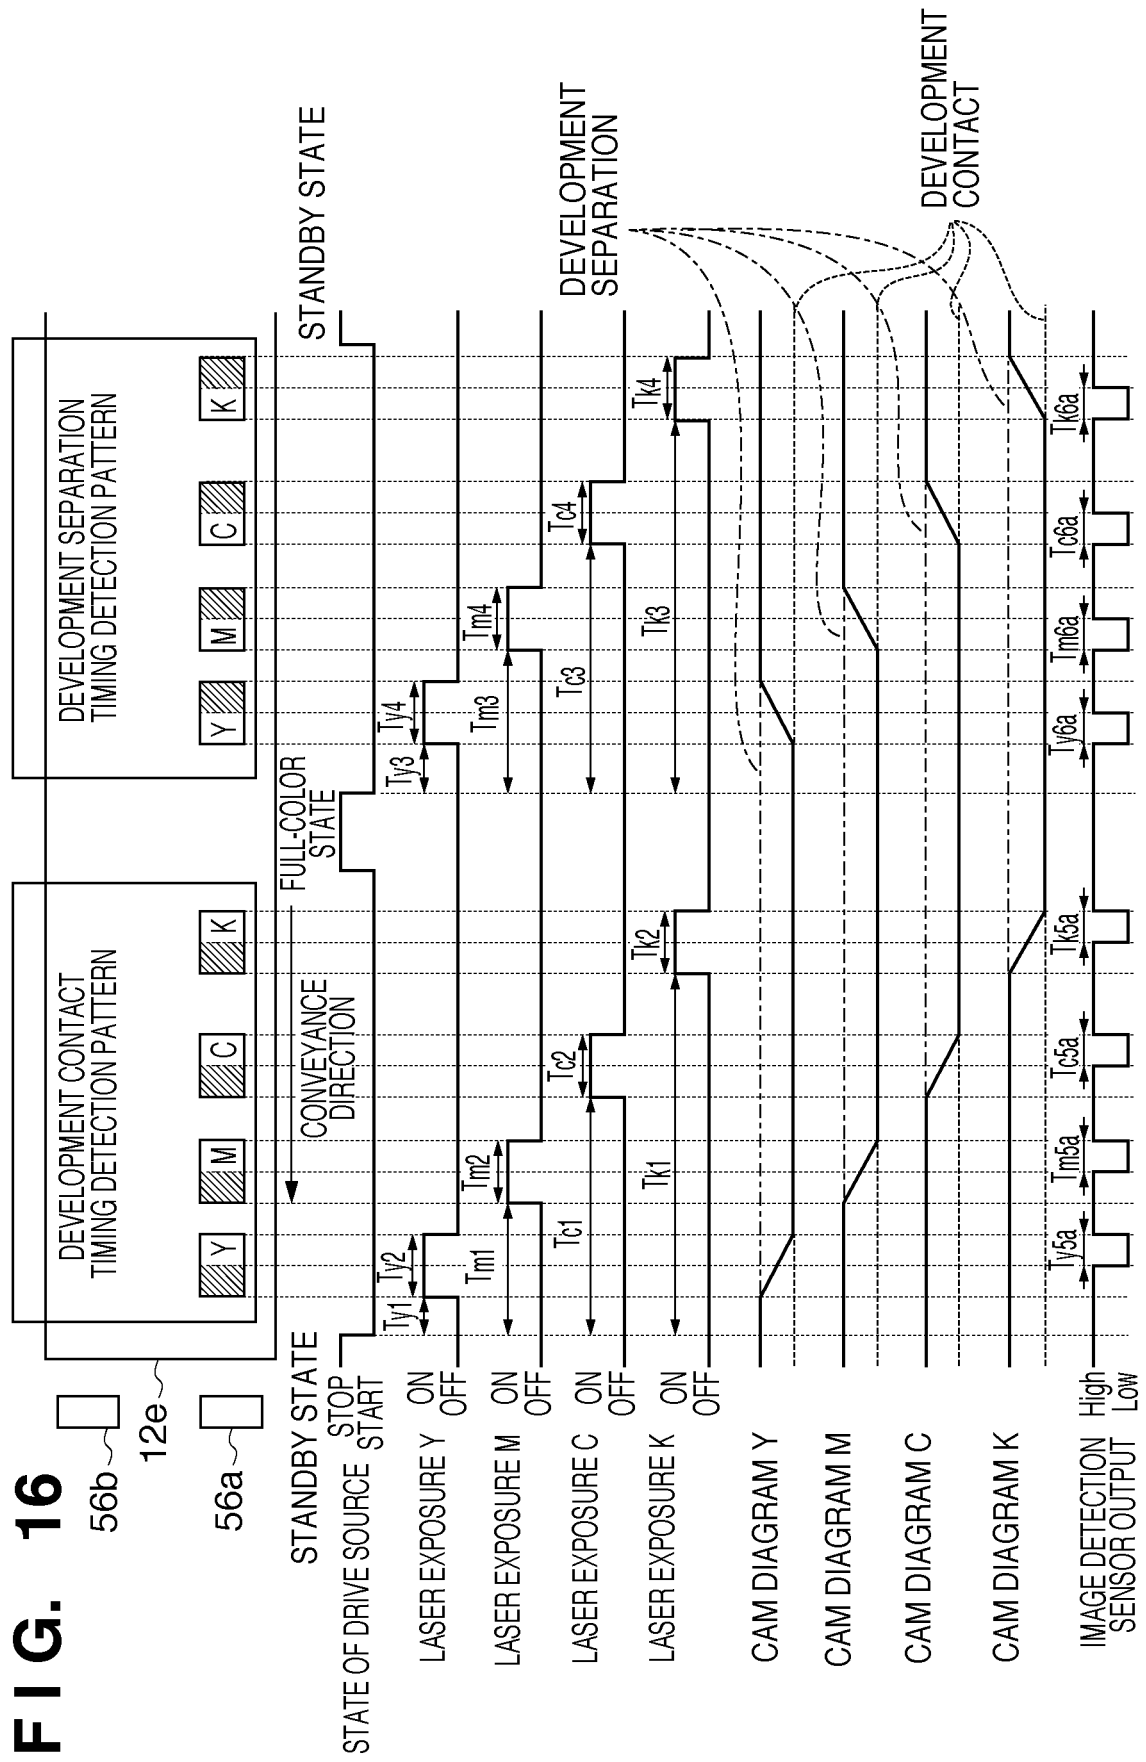 FIG. 16
56b
12e
56a
DEVELOPMENT CONTACT
TIMING DETECTION PATTERN
Y
M
C
K
DEVELOPMENT SEPARATION
TIMING DETECTION PATTERN
Y
M
C
K
CONVEYANCE
DIRECTION
STANDBY STATE
FULL-COLOR
STATE
STANDBY STATE
STATE OF DRIVE SOURCE
STOP
START
LASER EXPOSURE Y
ON
OFF
Ty1
Ty2
Ty3
Ty4
LASER EXPOSURE M
ON
OFF
Tm1
Tm2
Tm3
Tm4
LASER EXPOSURE C
ON
OFF
Tc1
Tc2
Tc3
Tc4
LASER EXPOSURE K
ON
OFF
Tk1
Tk2
Tk3
Tk4
DEVELOPMENT
SEPARATION
CAM DIAGRAM Y
CAM DIAGRAM M
CAM DIAGRAM C
CAM DIAGRAM K
DEVELOPMENT
CONTACT
IMAGE DETECTION
SENSOR OUTPUT
High
Low
Ty5a
Tm5a
Tc5a
Tk5a
Ty6a
Tm6a
Tc6a
Tk6a